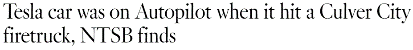 Tesla car was on Autopilot when it hit a Culver City
firetruck, NTSB finds